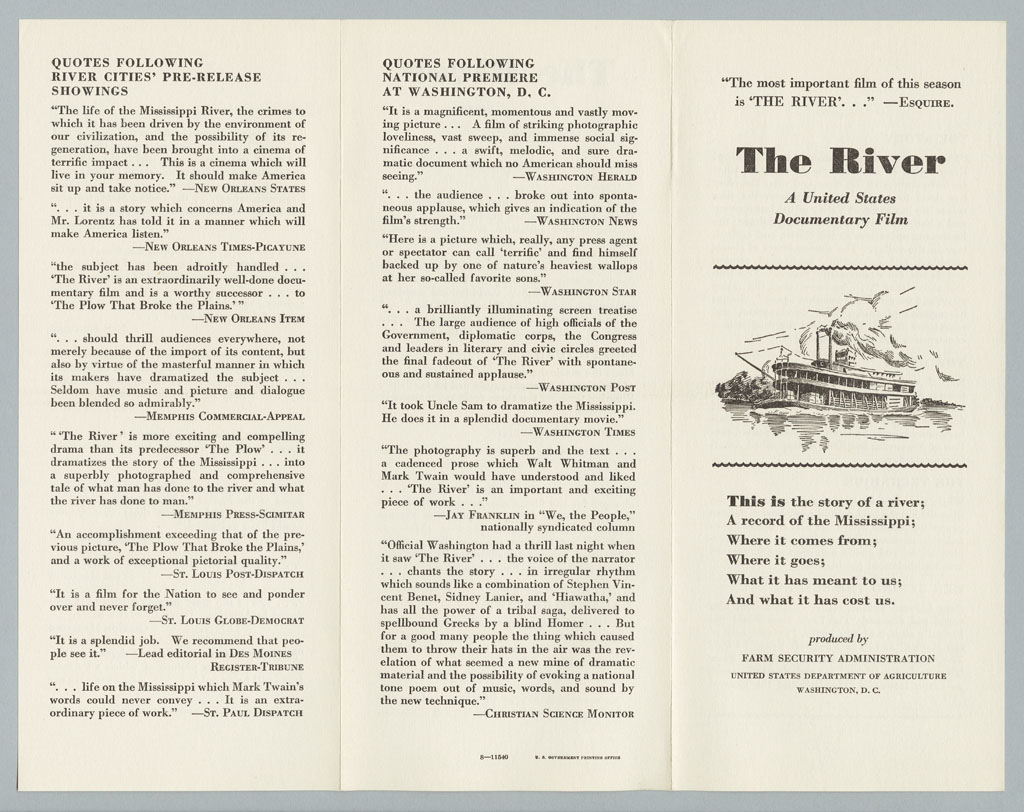 QUOTES FOLLOWING
RIVER CITIES' PRE-RELEASE
SHOWINGS
"The life of the Mississippi River, the crimes to
which it has been driven by the environment of
our civilization, and the possibility of its re-
generation, have been brought into a cinema of
terrific impact . . . This is a cinema which will
live in your memory. It should make America
sit up and take notice." —NEW ORLEANS STATES
". . . it is a story which concerns America and
Mr. Lorentz has told it in a manner which will
make America listen."
—NEW ORLEANS TIMES-PICAYUNE
"the subject has been adroitly handled . . .
'The River' is an extraordinarily well-done docu-
mentary film and is a worthy successor . . . to
'The Plow That Broke the Plains.'"
—NEW ORLEANS ITEM
". . . should thrill audiences everywhere, not
merely because of the import of its content, but
also by virtue of the masterful manner in which
its makers have dramatized the subject . . .
Seldom have music and picture and dialogue
been blended so admirably."
—MEMPHIS COMMERCIAL-APPEAL
"'The River' is more exciting and compelling
drama than its predecessor 'The Plow' . . . it
dramatizes the story of the Mississippi . . . into
a superbly photographed and comprehensive
tale of what man has done to the river and what
the river has done to man."
—MEMPHIS PRESS-SCIMITAR
"An accomplishment exceeding that of the pre-
vious picture, 'The Plow That Broke the Plains,'
and a work of exceptional pictorial quality."
—ST. LOUIS POST-DISPATCH
"It is a film for the Nation to see and ponder
over and never forget."
—ST. LOUIS GLOBE-DEMOCRAT
"It is a splendid job. We recommend that peo-
ple see it." —Lead editorial in DES MOINES
REGISTER-TRIBUNE
". . . life on the Mississippi which Mark Twain's
words could never convey . . . It is an extra-
ordinary piece of work." —ST. PAUL DISPATCH
QUOTES FOLLOWING
NATIONAL PREMIERE
AT WASHINGTON, D. C.
"It is a magnificent, momentous and vastly mov-
ing picture . . . A film of striking photographic
loveliness, vast sweep, and immense social sig-
nificance . . . a swift, melodic, and sure dra-
matic document which no American should miss
seeing." —WASHINGTON HERALD
". . . the audience . . . broke out into sponta-
neous applause, which gives an indication of the
film's strength." —WASHINGTON NEWS
"Here is a picture which, really, any press agent
or spectator can call 'terrific' and find himself
backed up by one of nature's heaviest wallops
at her so-called favorite sons."
—WASHINGTON STAR
". . . a brilliantly illuminating screen treatise
. . . . The large audience of high officials of the
Government, diplomatic corps, the Congress
and leaders in literary and civic circles greeted
the final fadeout of 'The River' with spontane-
ous and sustained applause."
—WASHINGTON POST
"It took Uncle Sam to dramatize the Mississippi.
He does it in a splendid documentary movie."
—WASHINGTON TIMES
"The photography is superb and the text . . .
a cadenced prose which Walt Whitman and
Mark Twain would have understood and liked
. . . 'The River' is an important and exciting
piece of work . . ."
—JAY FRANKLIN in "We, the People,"
nationally syndicated column
"Official Washington had a thrill last night when
it saw 'The River' . . . the voice of the narrator
. . . chants the story . . . in irregular rhythm
which sounds like a combination of Stephen Vin-
cent Benet, Sidney Lanier, and 'Hiawatha,' and
has all the power of a tribal saga, delivered to
spellbound Greeks by a blind Homer . . . But
for a good many people the thing which caused
them to throw their hats in the air was the rev-
elation of what seemed a new mine of dramatic
material and the possibility of evoking a national
tone poem out of music, words, and sound by
the new technique."
—CHRISTIAN SCIENCE MONITOR
8—11540 U. S. GOVERNMENT PRINTING OFFICE
"The most important film of this season
is 'THE RIVER'. . ." —ESQUIRE.
The River
A United States
Documentary Film
This is the story of a river;
A record of the Mississippi;
Where it comes from;
Where it goes;
What it has meant to us;
And what it has cost us.
produced by
FARM SECURITY ADMINISTRATION
UNITED STATES DEPARTMENT OF AGRICULTURE
WASHINGTON, D. C.